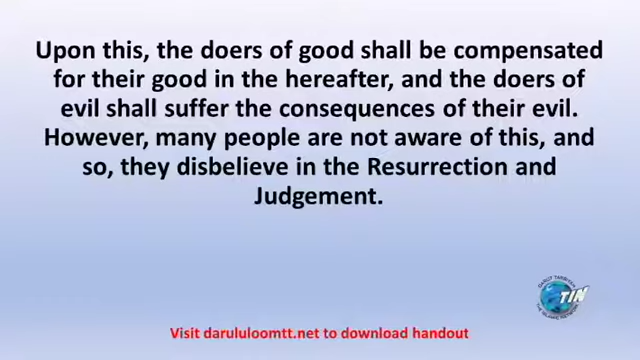 Upon this, the doers of good shall be compensated
for their good in the hereafter, and the doers of
evil shall suffer the consequences of their evil.
However, many people are not aware of this, and
so, they disbelieve in the Resurrection and
Judgement.
TIN
Visit darululoomtt.net to download handout